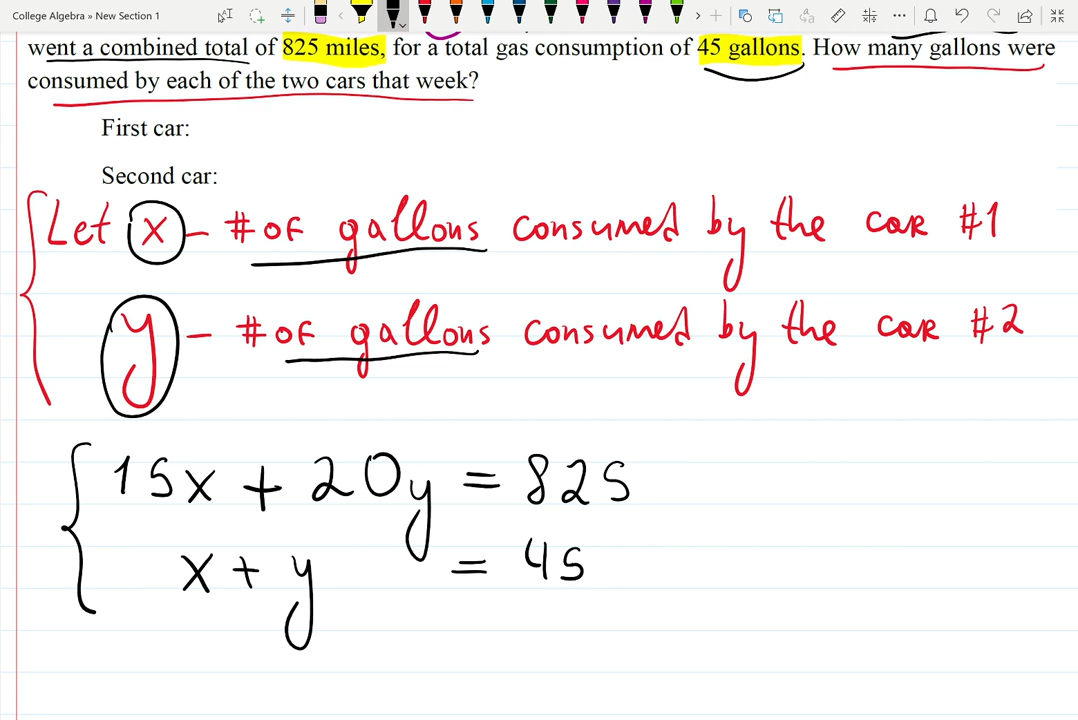 College Algebra » New Section 1
went a combined total of 825 miles, for a total gas consumption of 45 gallons. How many gallons were
consumed by each of the two cars that week?
First car:
Second car:
Let x - # of gallons consumed by the car #1
y - # of gallons consumed by the car #2
15x + 20y = 825
x + y = 45